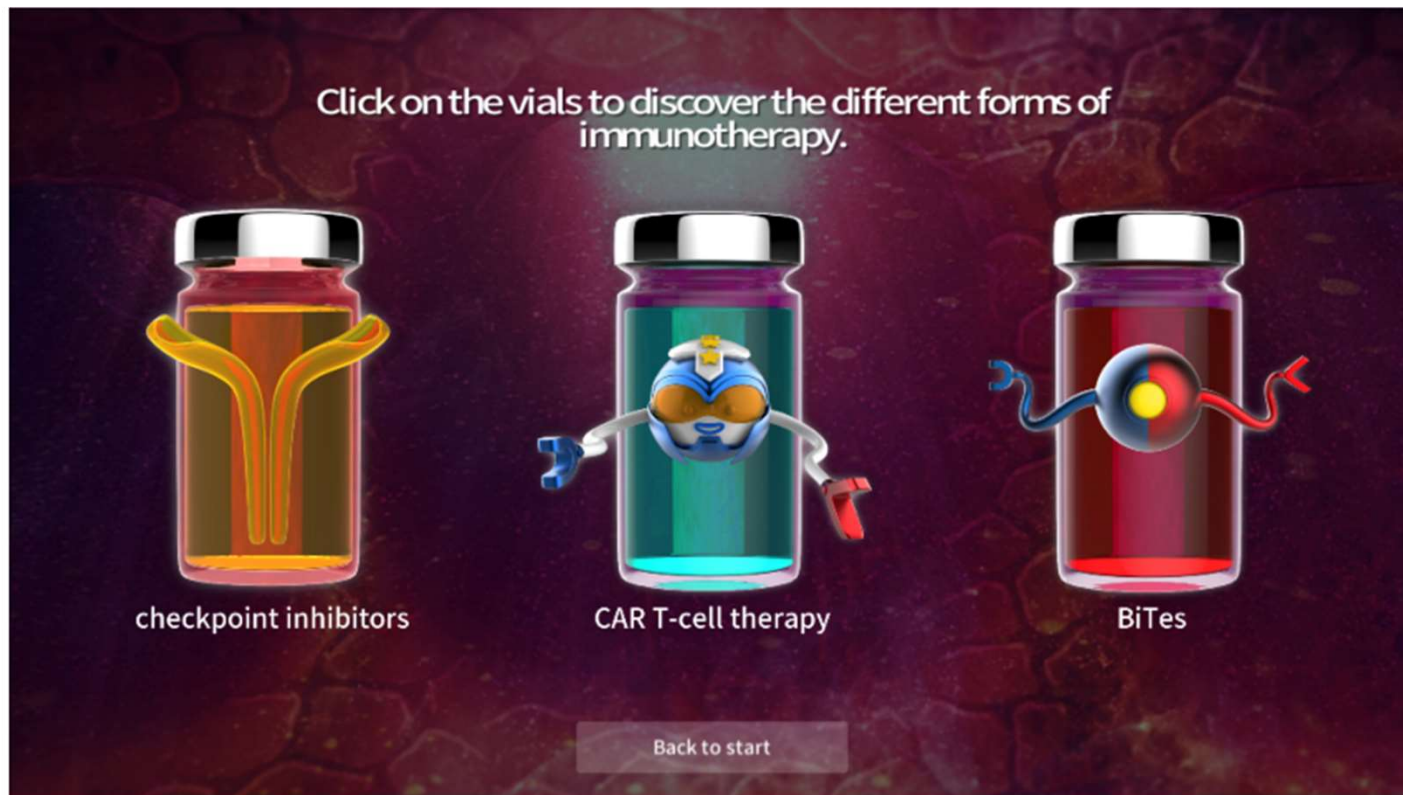 Click on the vials to discover the different forms of
immunotherapy.
checkpoint inhibitors
CAR T-cell therapy
BiTes
Back to start